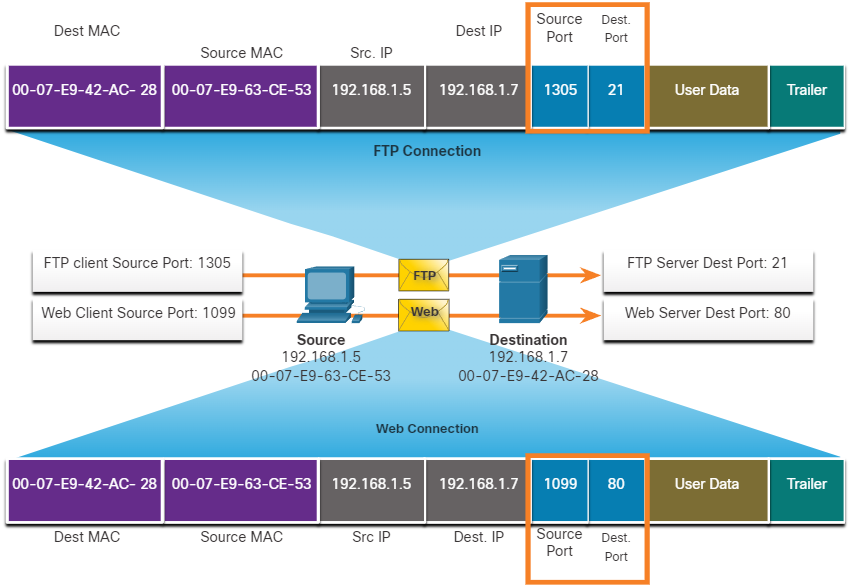 Dest MAC
Source MAC
Src. IP
Dest IP
Source
Port
Dest.
Port
00-07-E9-42-AC- 28
00-07-E9-63-CE-53
192.168.1.5
192.168.1.7
1305
21
User Data
Trailer
FTP Connection
FTP client Source Port: 1305
FTP
FTP Server Dest Port: 21
Web Client Source Port: 1099
Web
Web Server Dest Port: 80
Source
192.168.1.5
00-07-E9-63-CE-53
Destination
192.168.1.7
00-07-E9-42-AC-28
Web Connection
00-07-E9-42-AC- 28
00-07-E9-63-CE-53
192.168.1.5
192.168.1.7
1099
80
User Data
Trailer
Dest MAC
Source MAC
Src IP
Dest. IP
Source
Port
Dest.
Port